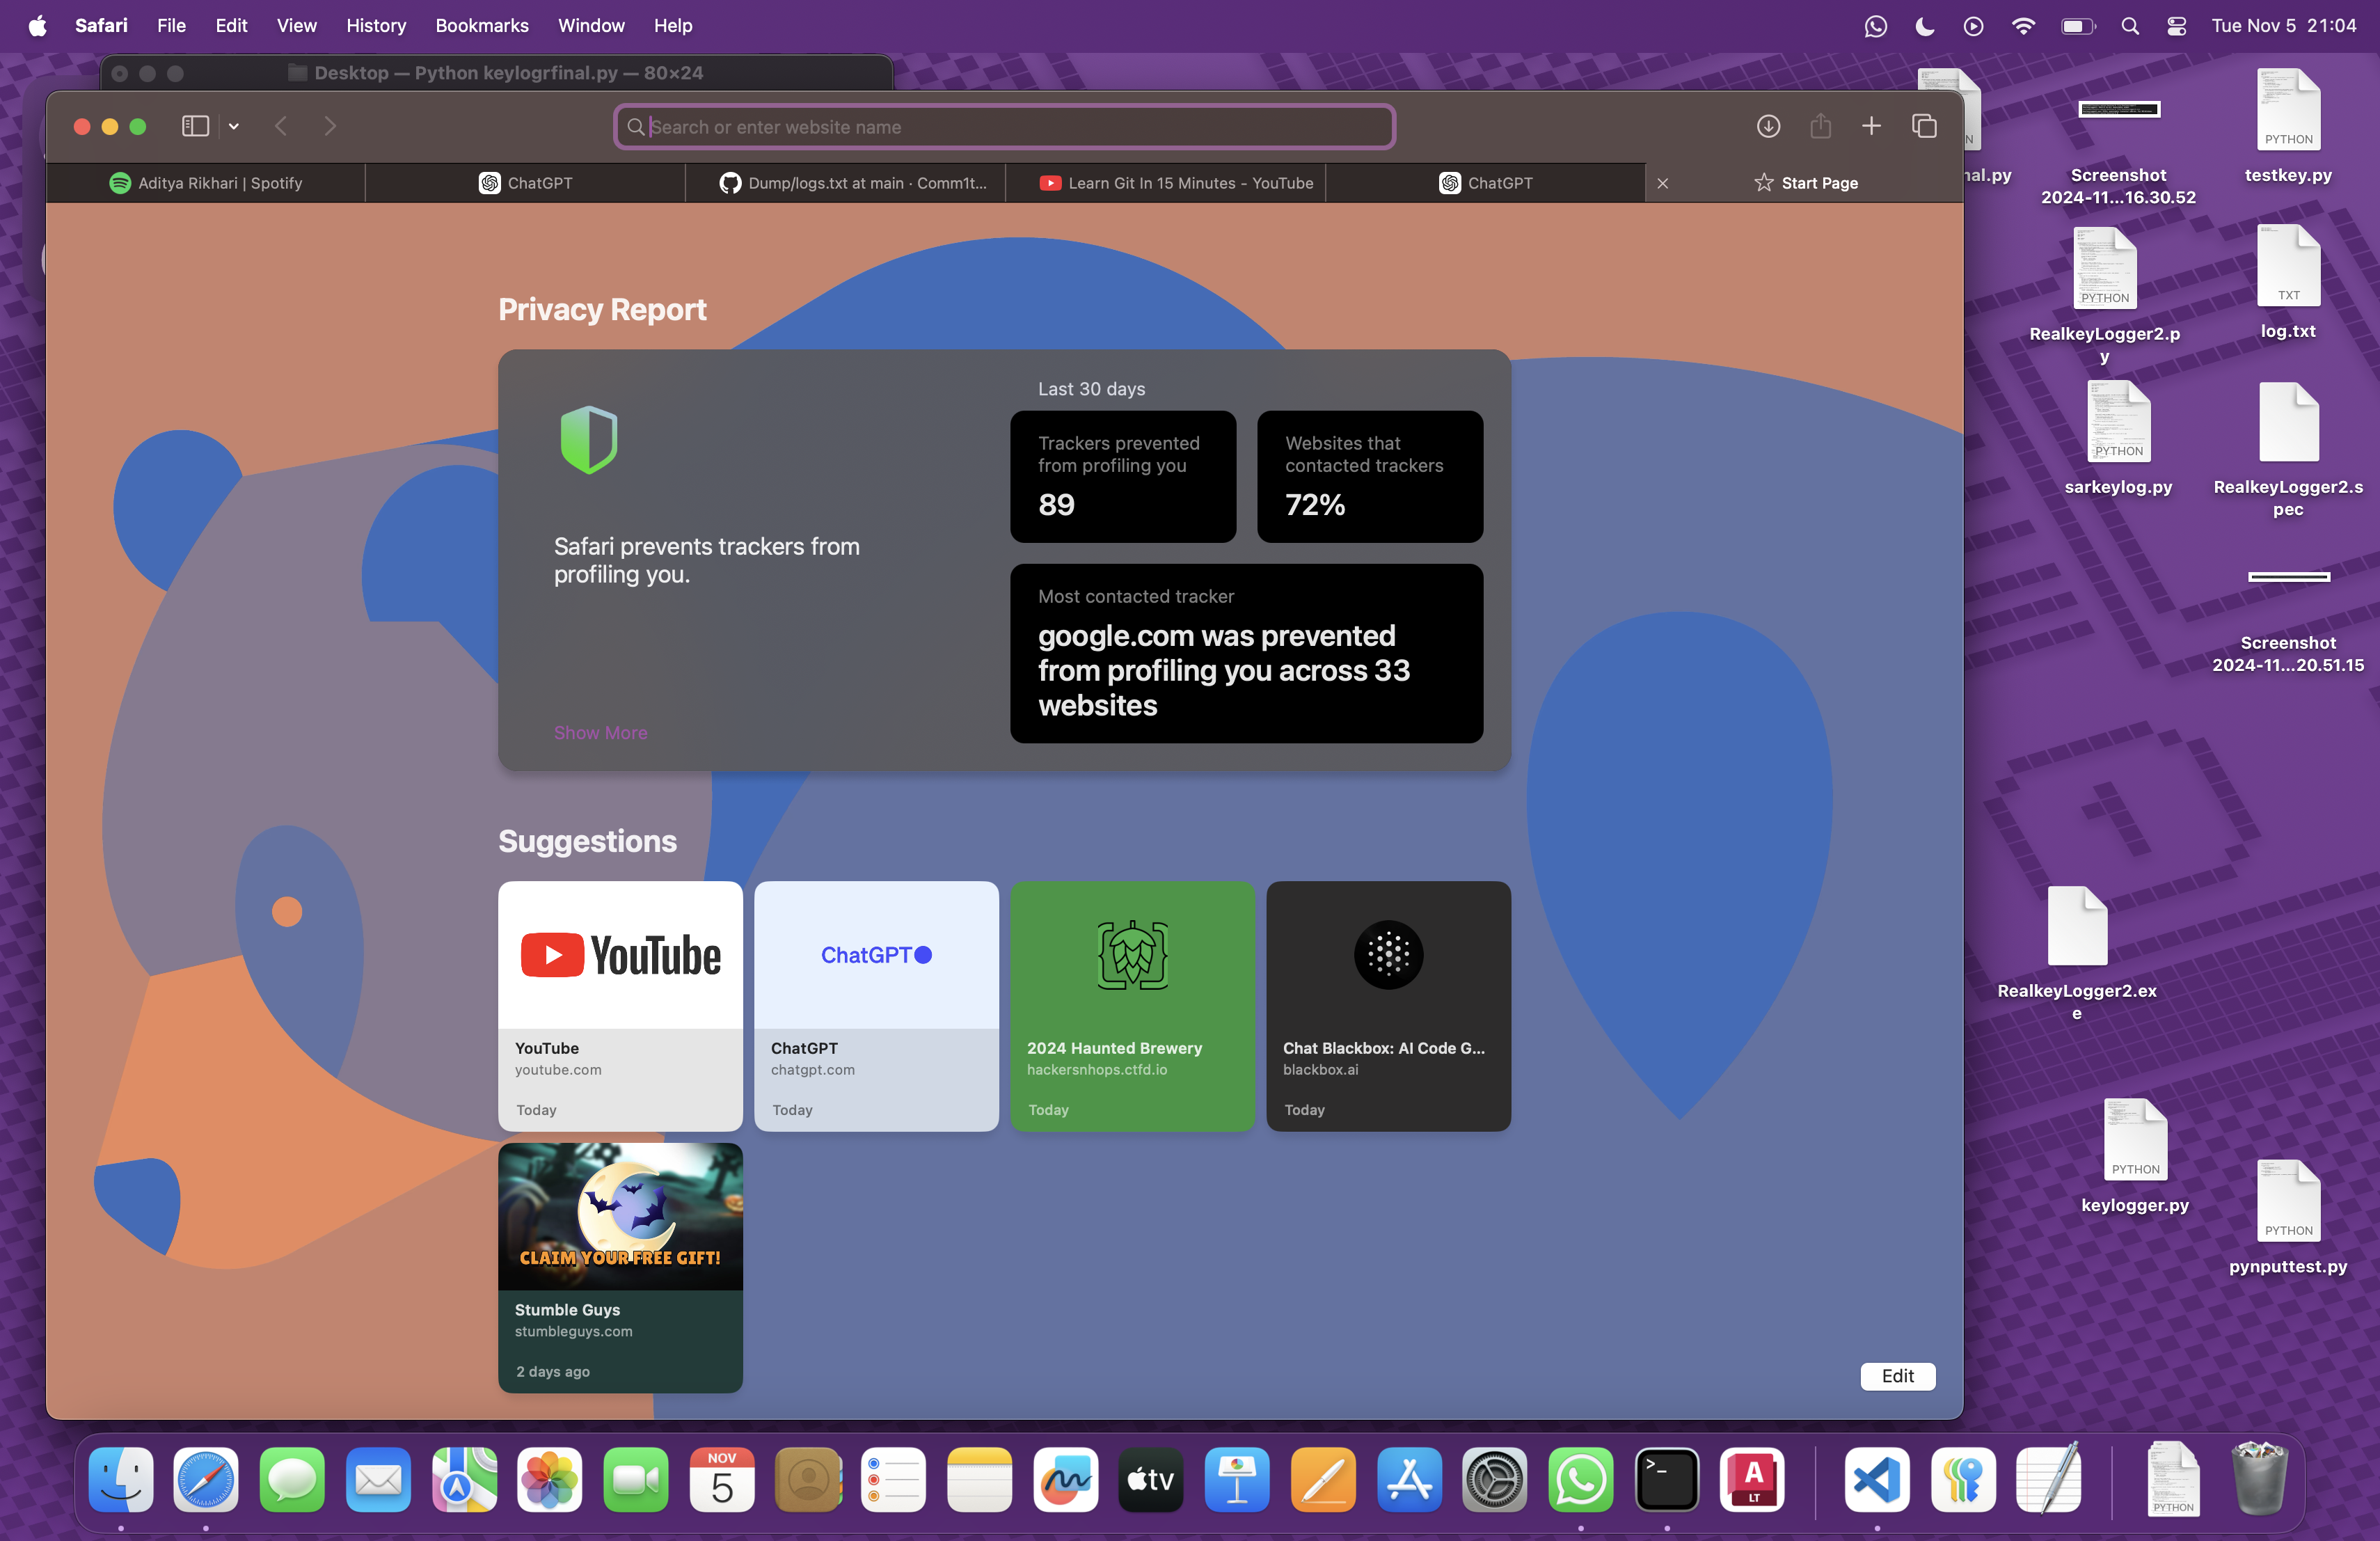 Safari File Edit View History Bookmarks Window Help
Tue Nov 5 21:04
Desktop — Python keylogrfinal.py — 80×24
Search or enter website name
Aditya Rikhari | Spotify
ChatGPT
Dump/logs.txt at main · Comm1t...
Learn Git In 15 Minutes - YouTube
ChatGPT
Start Page
Privacy Report
Safari prevents trackers from
profiling you.
Show More
Last 30 days
Trackers prevented
from profiling you
89
Websites that
contacted trackers
72%
Most contacted tracker
google.com was prevented
from profiling you across 33
websites
Suggestions
YouTube
YouTube
youtube.com
Today
ChatGPT
ChatGPT
chatgpt.com
Today
2024 Haunted Brewery
hackersnhops.ctfd.io
Today
Chat Blackbox: AI Code G...
blackbox.ai
Today
CLAIM YOUR FREE GIFT!
Stumble Guys
stumbleguys.com
2 days ago
Edit
N
nal.py
Screenshot
2024-11...16.30.52
PYTHON
testkey.py
PYTHON
RealkeyLogger2.p
y
TXT
log.txt
PYTHON
sarkeylog.py
RealkeyLogger2.s
pec
Screenshot
2024-11...20.51.15
RealkeyLogger2.ex
e
PYTHON
keylogger.py
PYTHON
pynputtest.py
NOV
5
tv
>_
A
LT
PYTHON